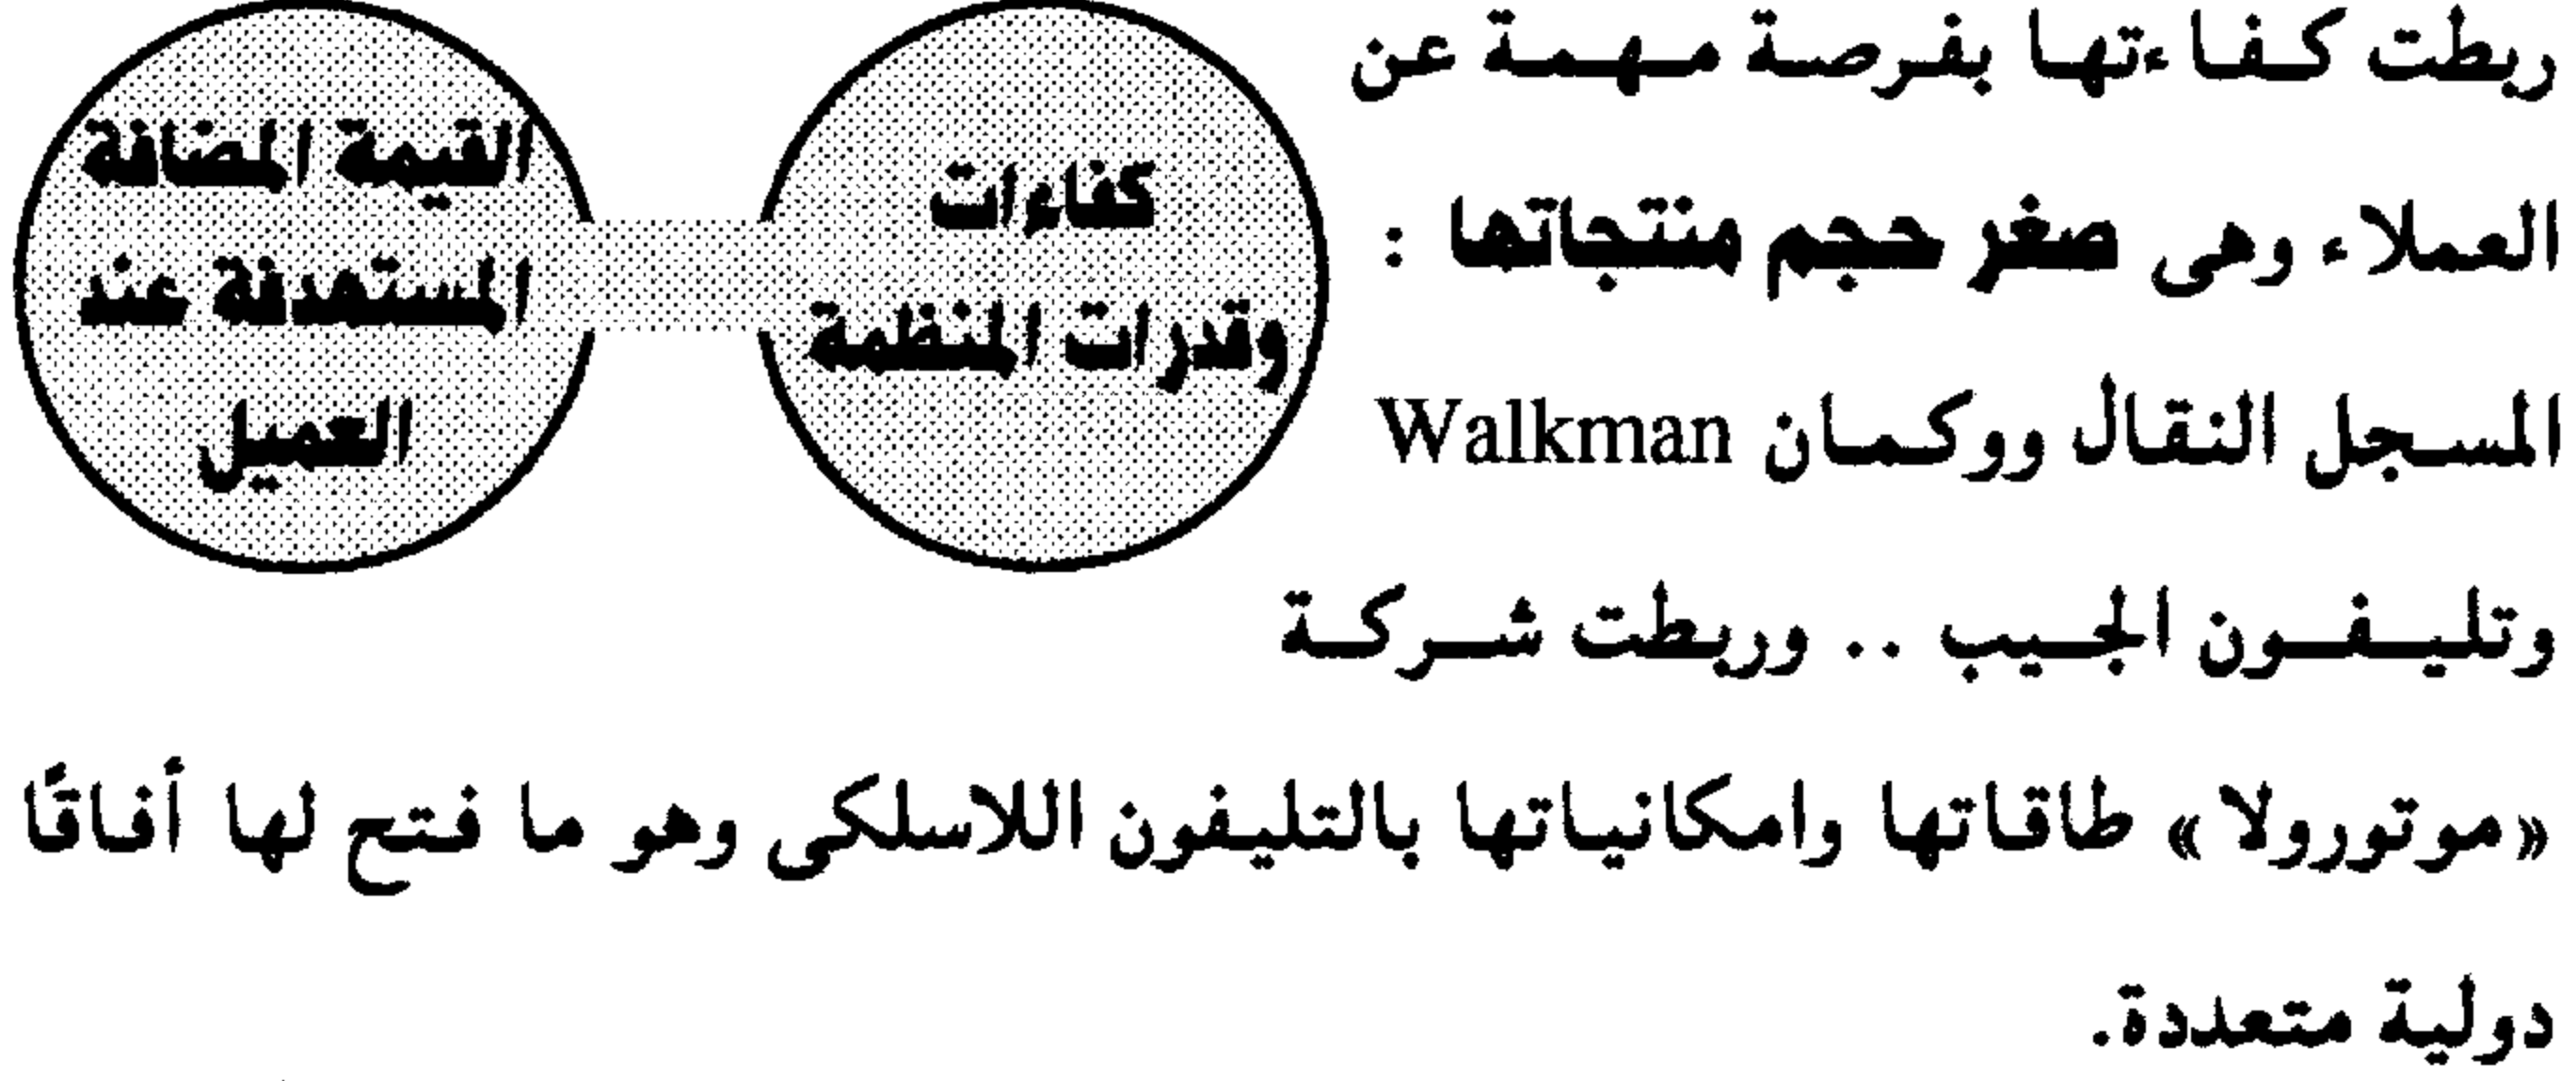 ربطت كفاءتها بفرصة مهمة عن
العملاء وهى صغر حجم منتجاتها :
المسجل النقال ووكمان Walkman
وتليفون الجيب .. وربطت شركة
«موتورولا» طاقاتها وامكانياتها بالتليفون اللاسلكى وهو ما فتح لها أفاقًا
دولية متعددة.
كفاءات
وقدرات المنظمة
القيمة المضافة
المستهدفة عند
العميل